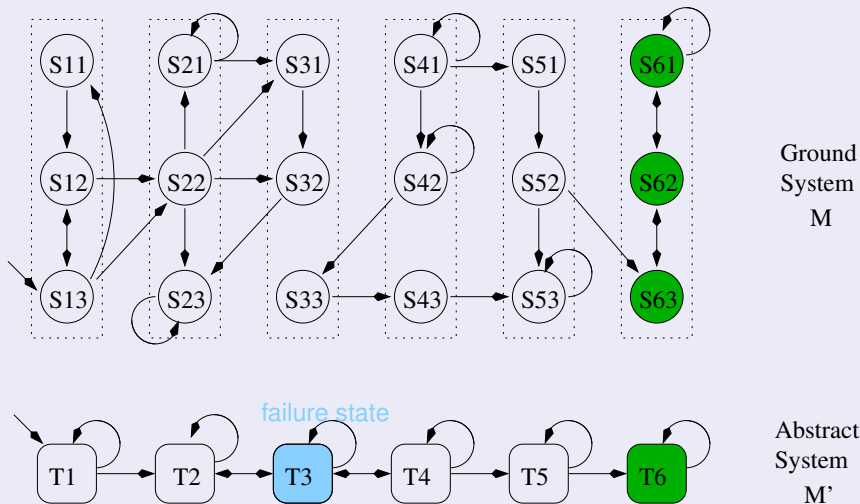 S11 S21 S31 S41 S51 S61
S12 S22 S32 S42 S52 S62
Ground
System
M
S13 S23 S33 S43 S53 S63
failure state
T1 T2 T3 T4 T5 T6
Abstract
System
M'